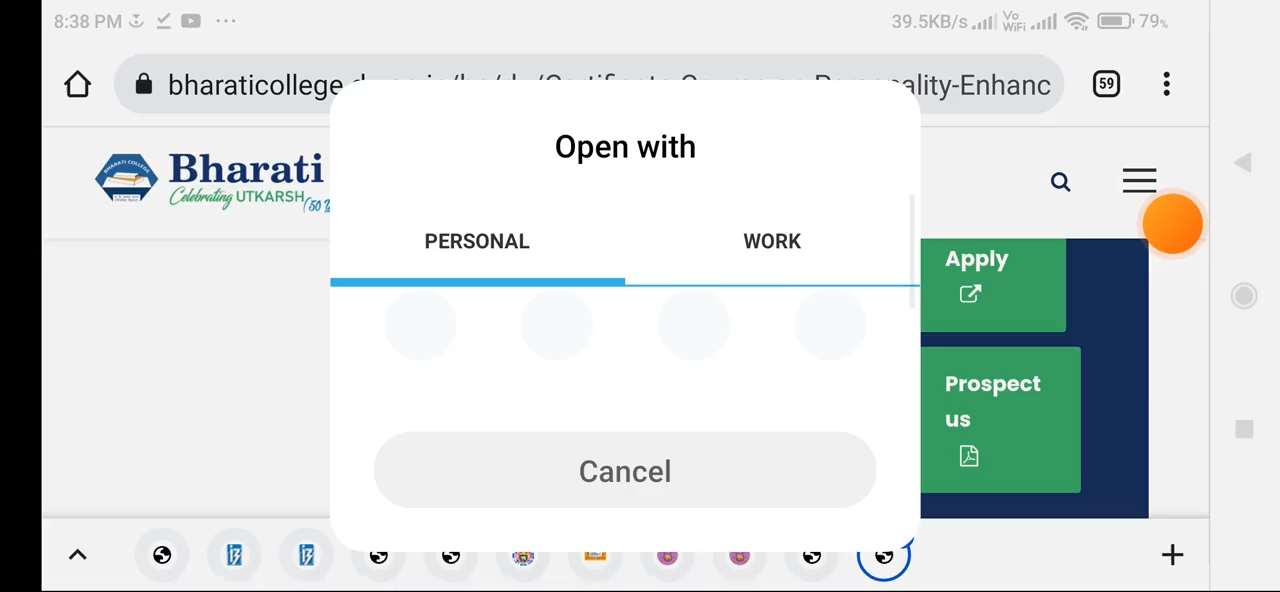 8:38 PM
39.5KB/s Vo WiFi 79%
bharaticollege ality-Enhanc 59
Open with
Bharati
Celebrating UTKARSH (50
PERSONAL WORK
Apply
Prospect
us
Cancel